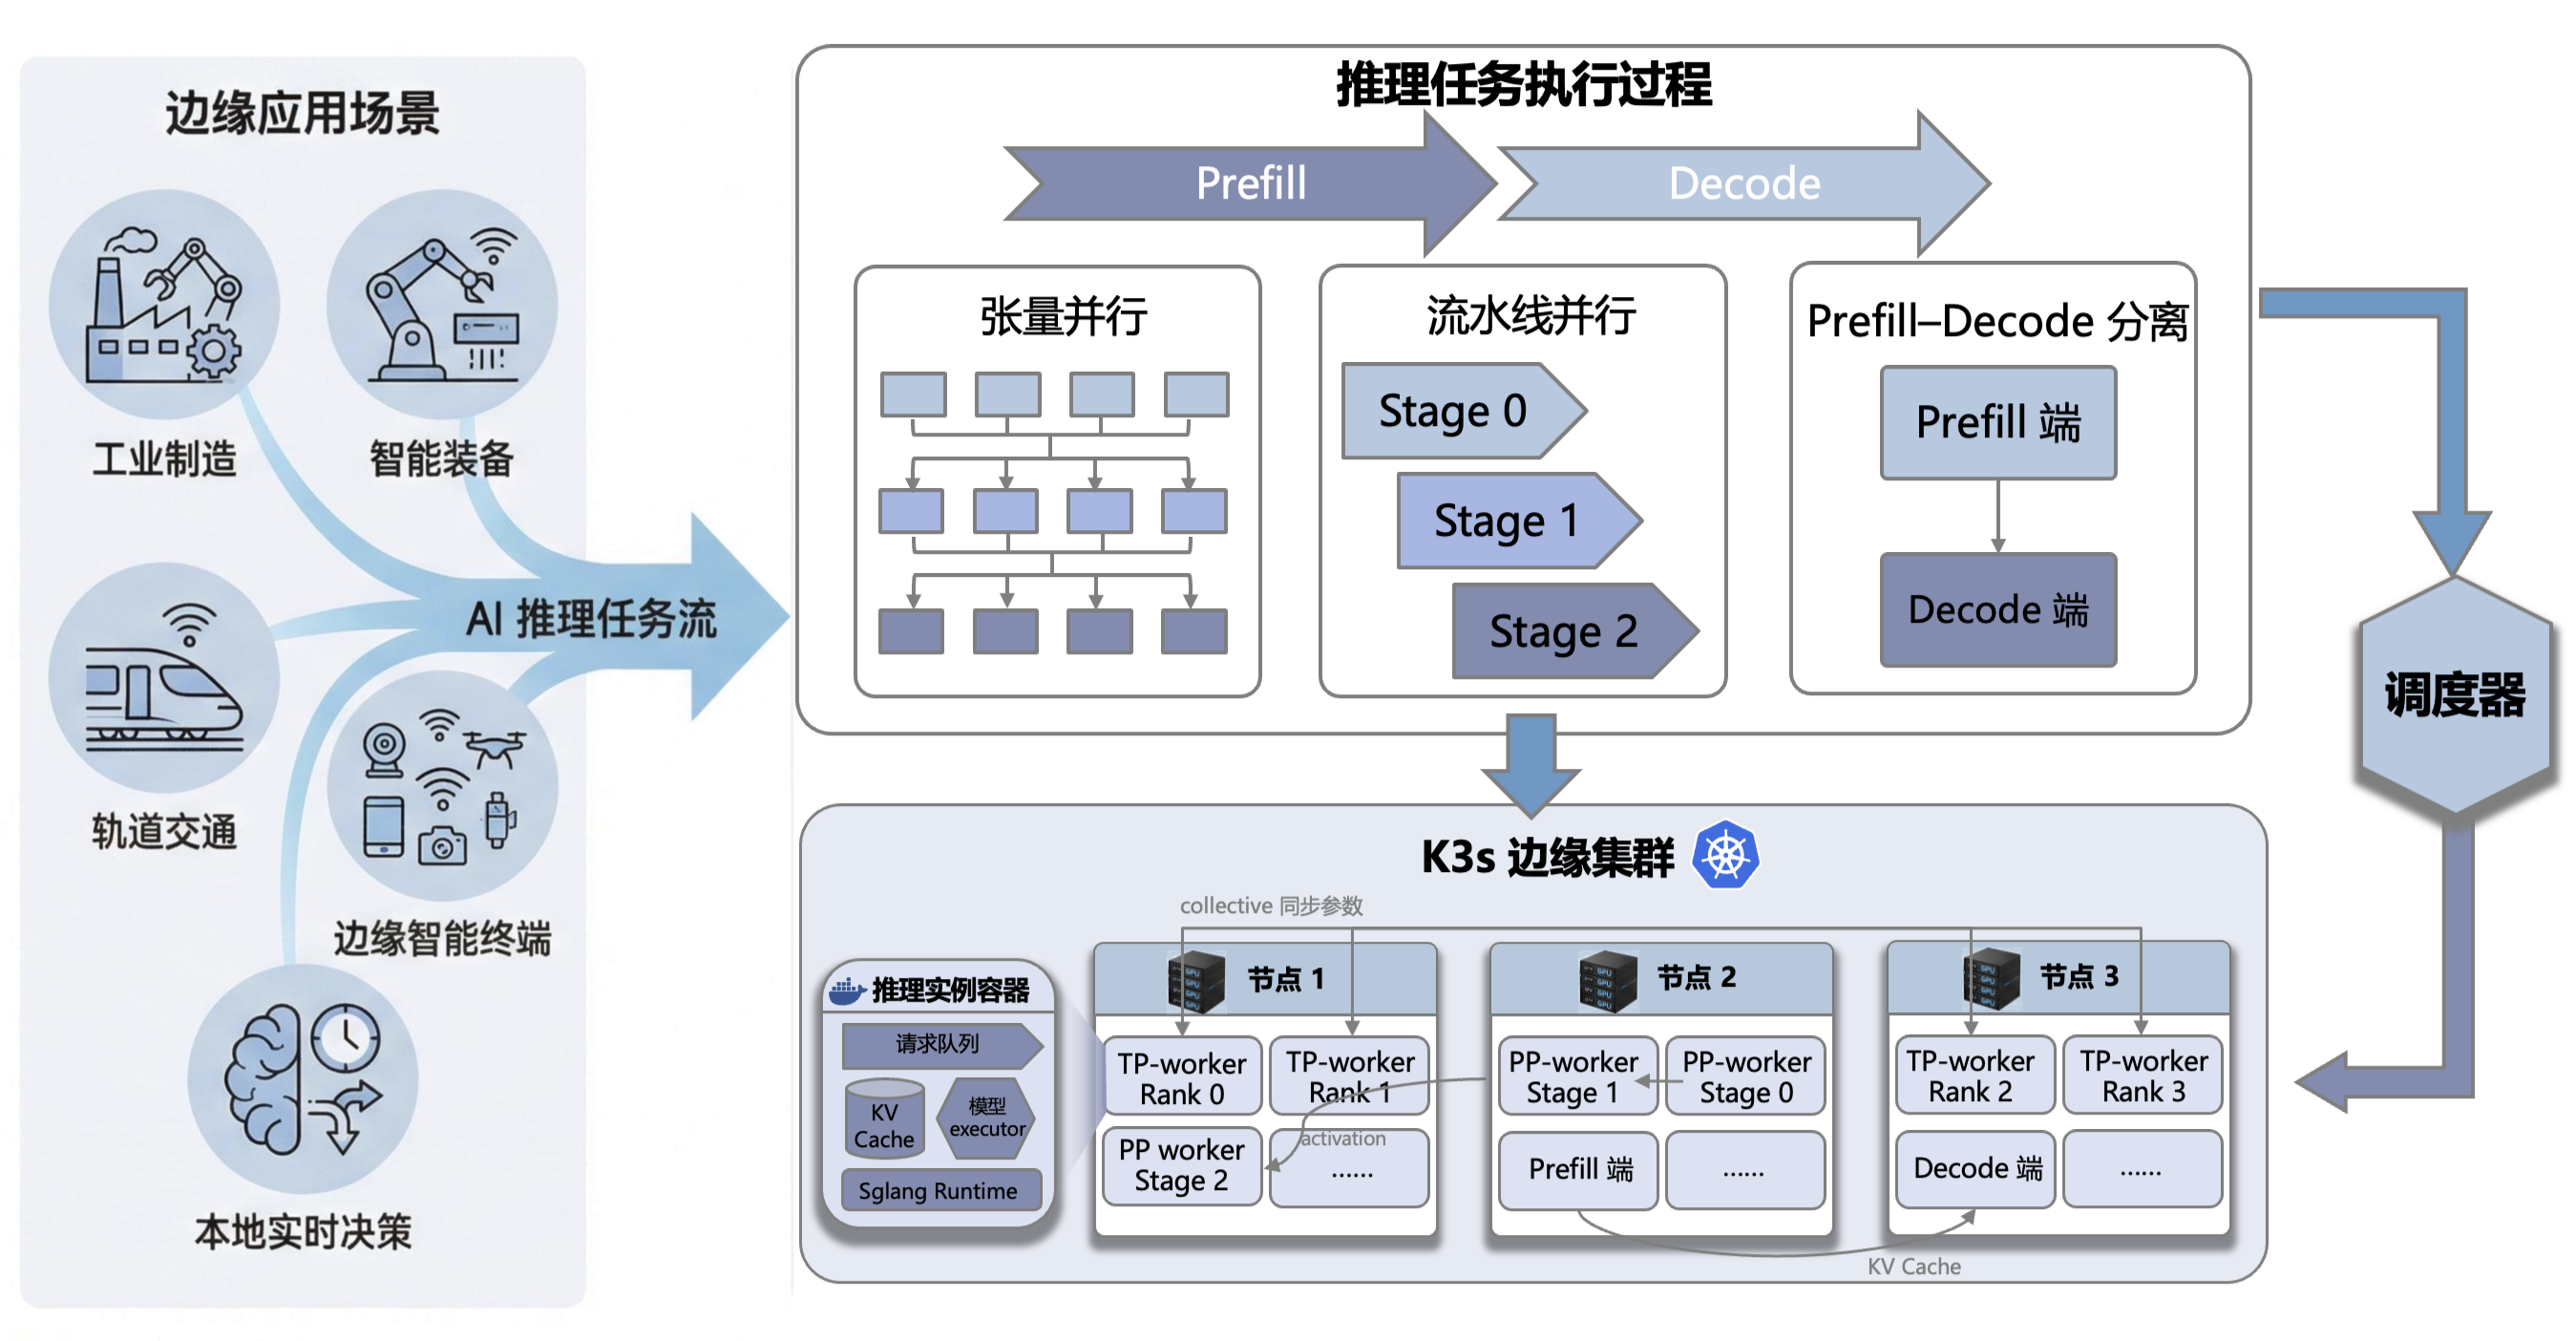 边缘应用场景
工业制造
智能装备
AI 推理任务流
轨道交通
边缘智能终端
本地实时决策
推理任务执行过程
Prefill
Decode
张量并行
流水线并行
Stage 0
Stage 1
Stage 2
Prefill–Decode 分离
Prefill 端
Decode 端
调度器
K3s 边缘集群
collective 同步参数
推理实例容器
请求队列
KV
Cache
模型
executor
Sglang Runtime
节点 1
TP-worker
Rank 0
TP-worker
Rank 1
PP worker
Stage 2
......
activation
节点 2
PP-worker
Stage 1
PP-worker
Stage 0
Prefill 端
......
节点 3
TP-worker
Rank 2
TP-worker
Rank 3
Decode 端
......
KV Cache